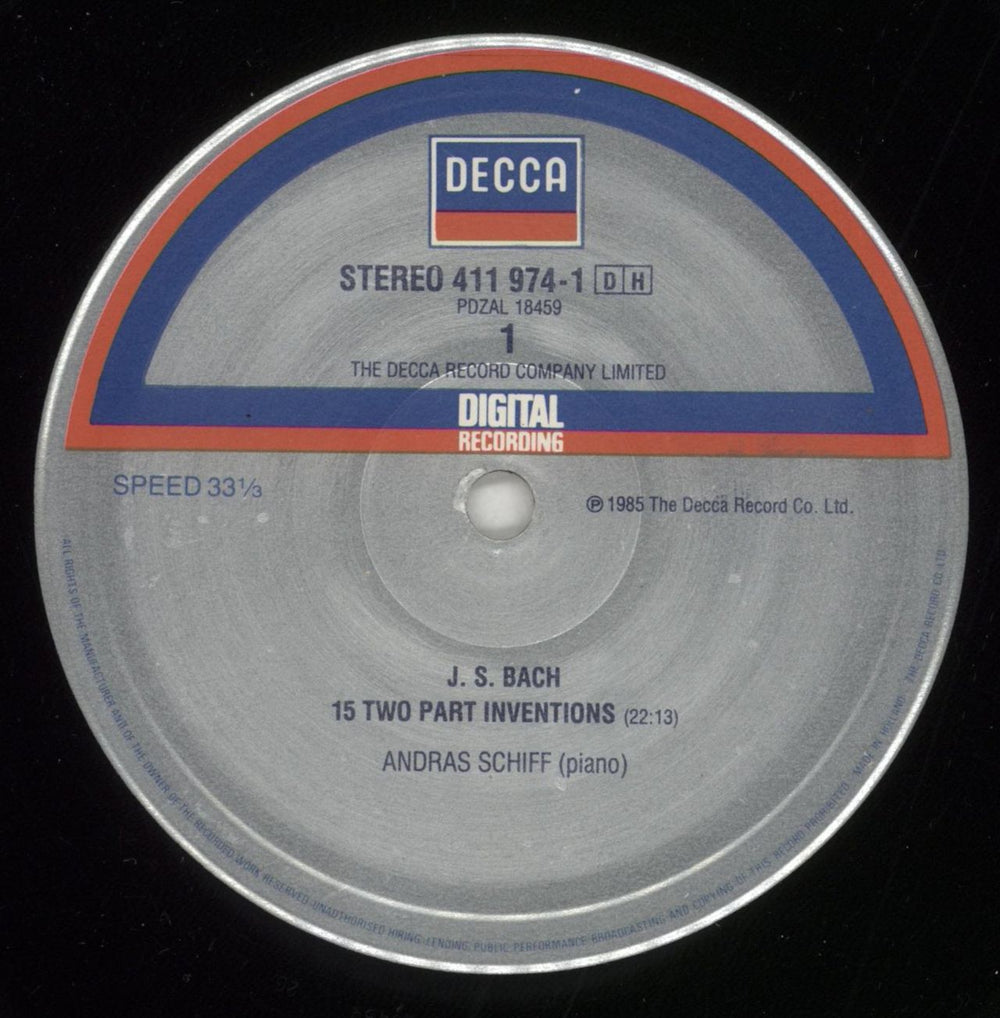 DECCA
STEREO 411 974-1 DH
PDZAL 18459
1
THE DECCA RECORD COMPANY LIMITED
DIGITAL
RECORDING
SPEED 33⅓
℗ 1985 The Decca Record Co. Ltd.
J. S. BACH
15 TWO PART INVENTIONS (22:13)
ANDRAS SCHIFF (piano)
ALL RIGHTS OF THE MANUFACTURER AND OF THE OWNER OF THE RECORDED WORK RESERVED·UNAUTHORISED HIRING·LENDING·PUBLIC PERFORMANCE·BROADCASTING AND COPYING OF THIS RECORD PROHIBITED · MADE IN HOLLAND · THE DECCA RECORD CO. LTD.